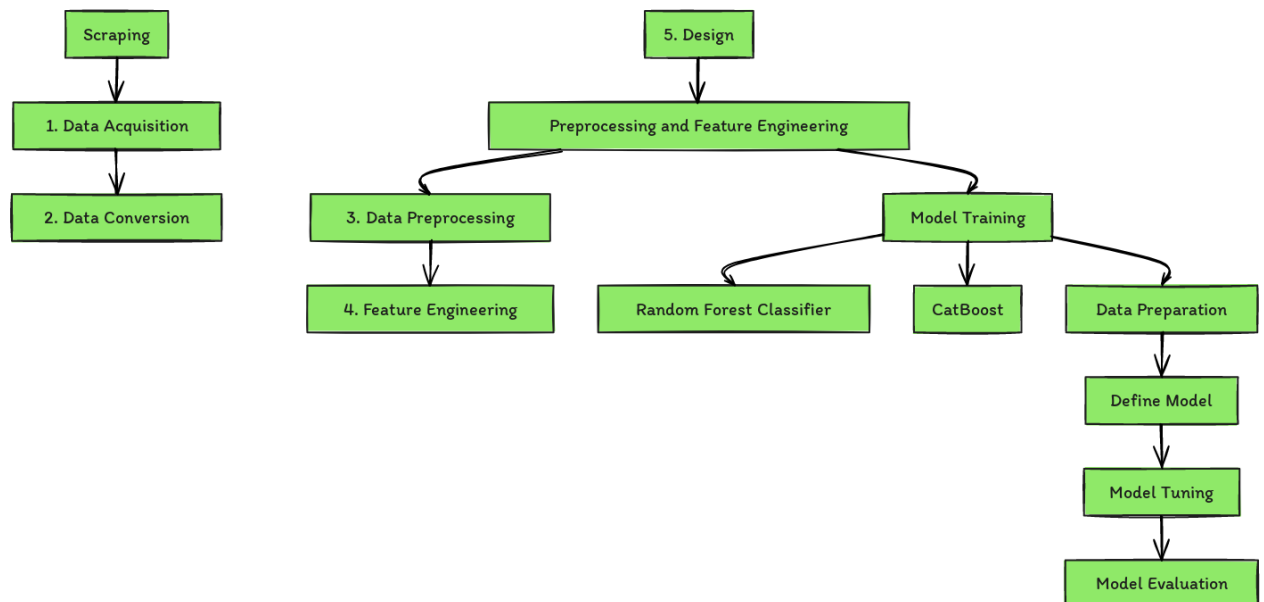 Scraping
5. Design
1. Data Acquisition
Preprocessing and Feature Engineering
2. Data Conversion
3. Data Preprocessing
Model Training
4. Feature Engineering
Random Forest Classifier
CatBoost
Data Preparation
Define Model
Model Tuning
Model Evaluation